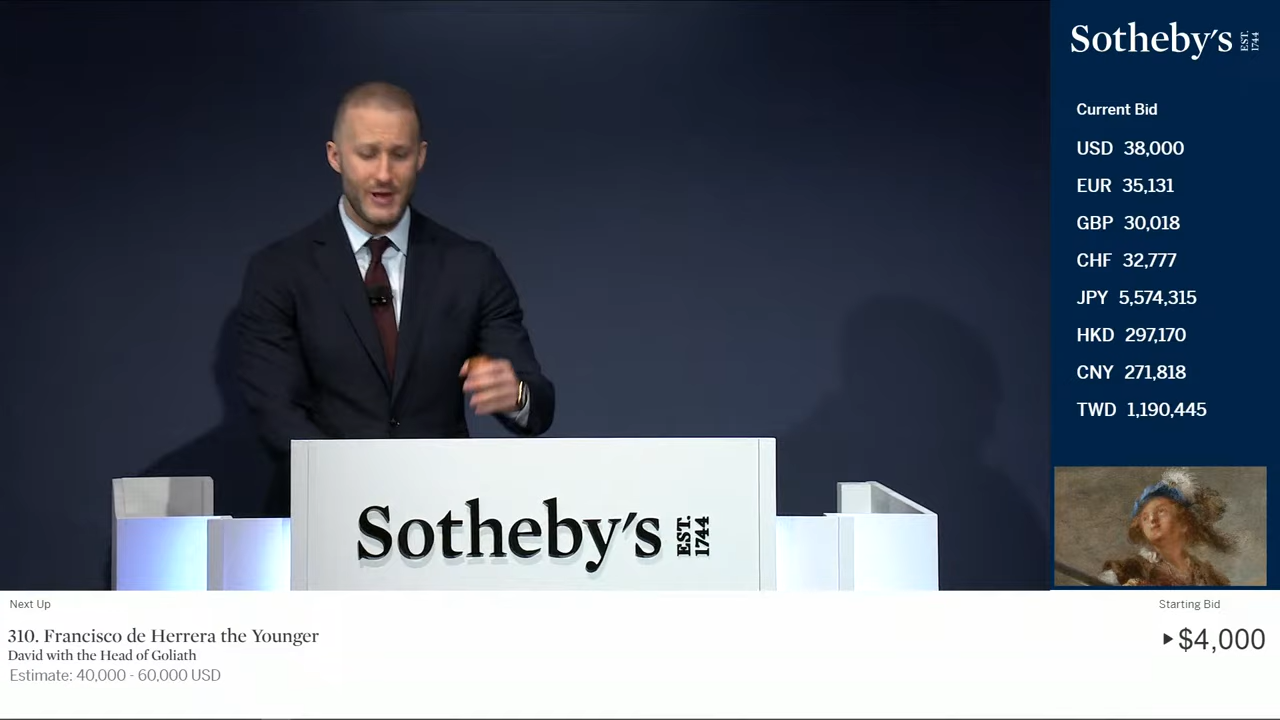 Sotheby's EST. 1744
Current Bid
USD 38,000
EUR 35,131
GBP 30,018
CHF 32,777
JPY 5,574,315
HKD 297,170
CNY 271,818
TWD 1,190,445
Sotheby's EST. 1744
Next Up
310. Francisco de Herrera the Younger
David with the Head of Goliath
Estimate: 40,000 - 60,000 USD
Starting Bid
$4,000